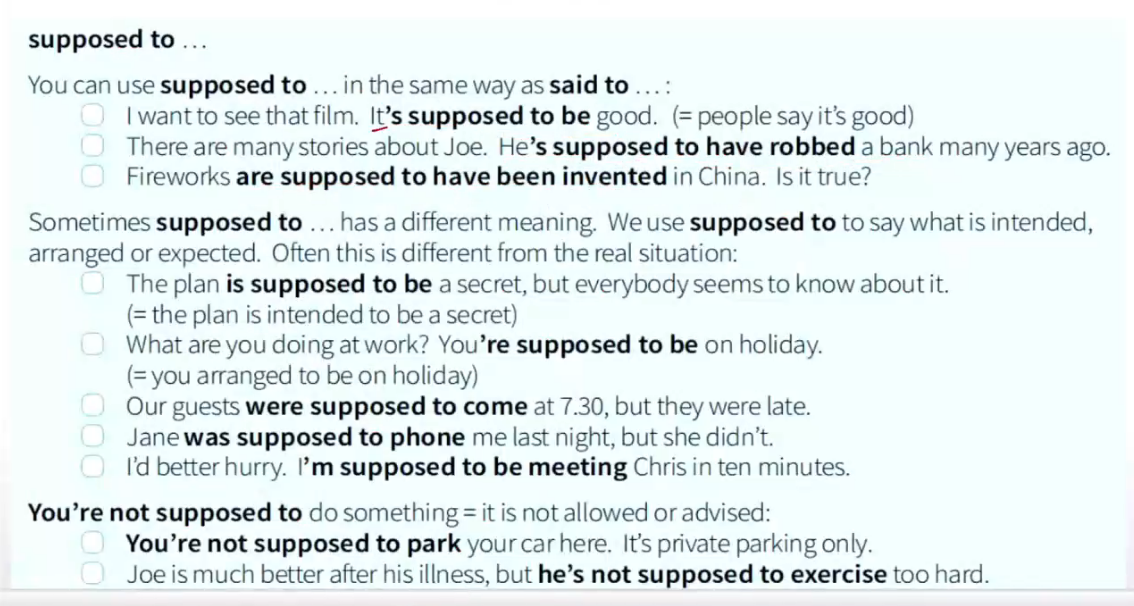 supposed to ...
You can use supposed to ... in the same way as said to ... :
I want to see that film. It's supposed to be good. (= people say it's good)
There are many stories about Joe. He's supposed to have robbed a bank many years ago.
Fireworks are supposed to have been invented in China. Is it true?
Sometimes supposed to ... has a different meaning. We use supposed to to say what is intended,
arranged or expected. Often this is different from the real situation:
The plan is supposed to be a secret, but everybody seems to know about it.
(= the plan is intended to be a secret)
What are you doing at work? You're supposed to be on holiday.
(= you arranged to be on holiday)
Our guests were supposed to come at 7.30, but they were late.
Jane was supposed to phone me last night, but she didn't.
I'd better hurry. I'm supposed to be meeting Chris in ten minutes.
You're not supposed to do something = it is not allowed or advised:
You're not supposed to park your car here. It's private parking only.
Joe is much better after his illness, but he's not supposed to exercise too hard.